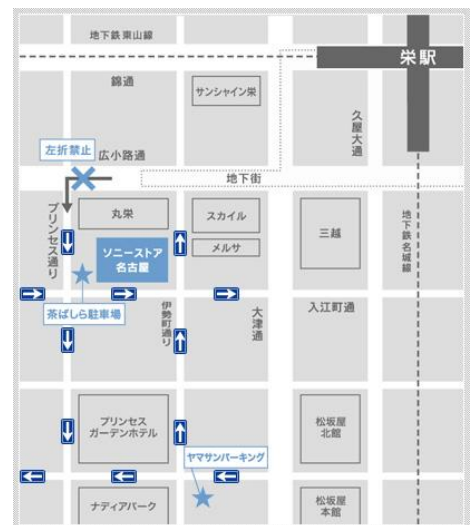 地下鉄東山線
栄駅
錦通
サンシャイン栄
久屋大通
左折禁止
広小路通
地下街
プリンセス通り
丸栄
スカイル
三越
地下鉄名城線
ソニーストア
名古屋
メルサ
茶ばしら駐車場
伊勢町通り
大津通
入江町通
プリンセス
ガーデンホテル
松坂屋
北館
ヤマサンパーキング
ナディアパーク
松坂屋
本館